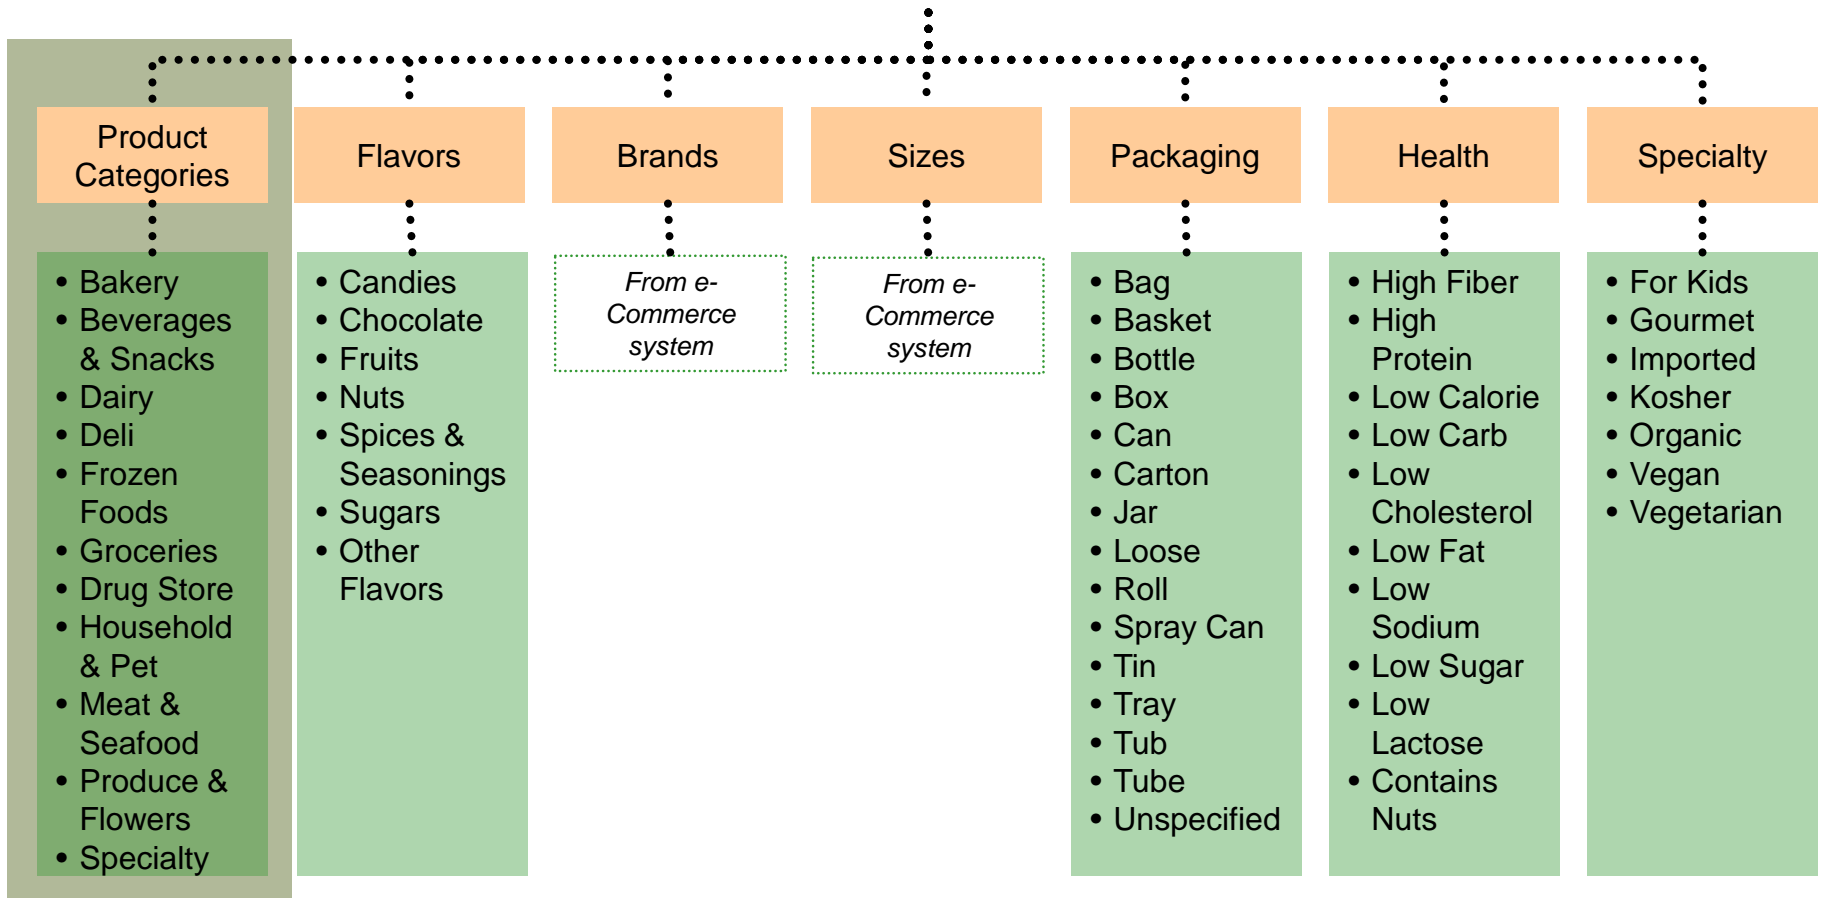 Product
Categories
Flavors
Brands
Sizes
Packaging
Health
Specialty
• Bakery
• Beverages
& Snacks
• Dairy
• Deli
• Frozen
Foods
• Groceries
• Drug Store
• Household
& Pet
• Meat &
Seafood
• Produce &
Flowers
• Specialty
• Candies
• Chocolate
• Fruits
• Nuts
• Spices &
Seasonings
• Sugars
• Other
Flavors
From e-
Commerce
system
From e-
Commerce
system
• Bag
• Basket
• Bottle
• Box
• Can
• Carton
• Jar
• Loose
• Roll
• Spray Can
• Tin
• Tray
• Tub
• Tube
• Unspecified
• High Fiber
• High
Protein
• Low Calorie
• Low Carb
• Low
Cholesterol
• Low Fat
• Low
Sodium
• Low Sugar
• Low
Lactose
• Contains
Nuts
• For Kids
• Gourmet
• Imported
• Kosher
• Organic
• Vegan
• Vegetarian